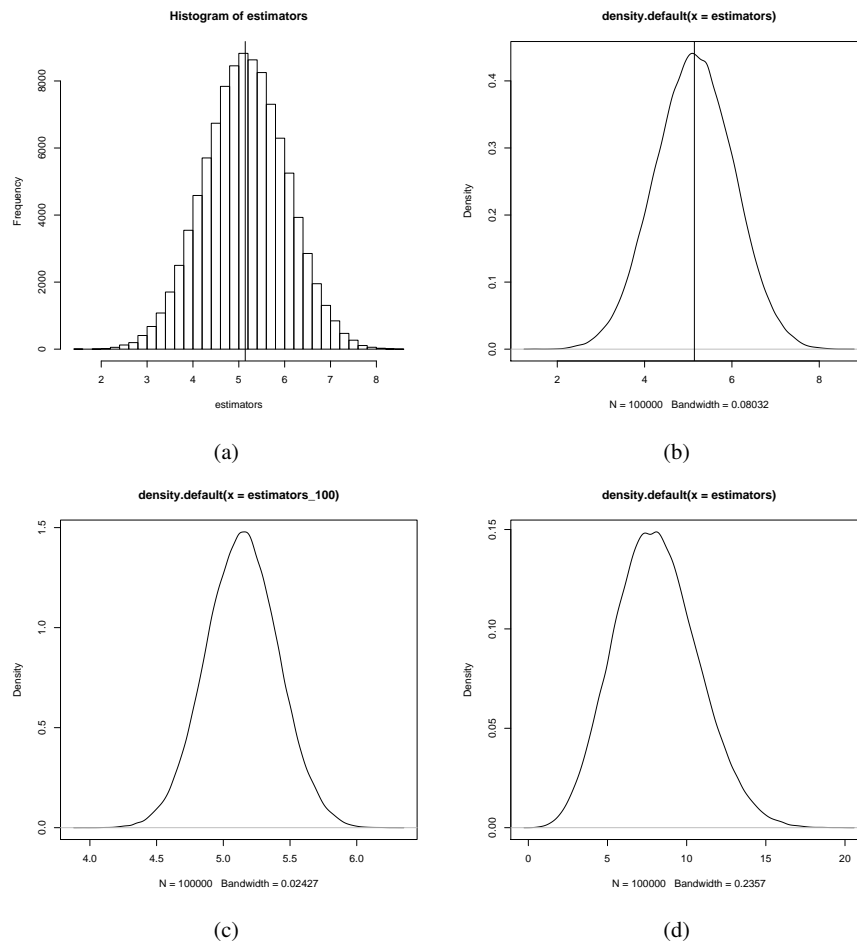 Histogram of estimators
Frequency
0 2000 4000 6000 8000
2 3 4 5 6 7 8
estimators
(a)
density.default(x = estimators)
Density
0.0 0.1 0.2 0.3 0.4
2 4 6 8
N = 100000 Bandwidth = 0.08032
(b)
density.default(x = estimators_100)
Density
0.0 0.5 1.0 1.5
4.0 4.5 5.0 5.5 6.0
N = 100000 Bandwidth = 0.02427
(c)
density.default(x = estimators)
Density
0.00 0.05 0.10 0.15
0 5 10 15 20
N = 100000 Bandwidth = 0.2357
(d)